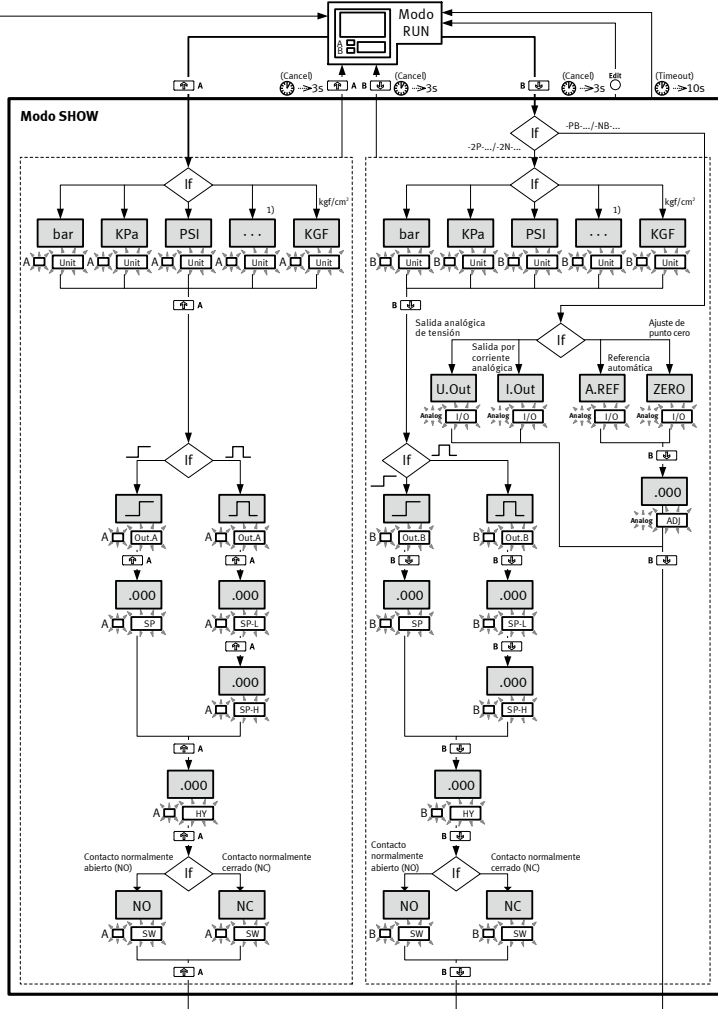 Modo
RUN
A
B
A
(Cancel)
>3s
A
B
(Cancel)
>3s
B
(Cancel)
>3s
Edit
(Timeout)
>10s
Modo SHOW
If
-PB-.../-NB-...
-2P-.../-2N-...
If
If
1)
kgf/cm²
1)
kgf/cm²
bar
KPa
PSI
...
KGF
bar
KPa
PSI
...
KGF
A Unit
A Unit
A Unit
A Unit
A Unit
B Unit
B Unit
B Unit
B Unit
B Unit
A
B
Salida analógica
de tensión
Salida por
corriente
analógica
If
Ajuste de
punto cero
Referencia
automática
U.Out
I.Out
A.REF
ZERO
Analog I/O
Analog I/O
Analog I/O
Analog I/O
If
If
B
.000
Analog ADJ
A Out.A
A Out.A
B Out.B
B Out.B
A
A
B
B
B
.000
.000
.000
.000
A SP
A SP-L
B SP
B SP-L
A
B
.000
.000
A SP-H
B SP-H
A
B
.000
.000
A HY
B HY
A
B
Contacto normalmente
abierto (NO)
If
Contacto normalmente
cerrado (NC)
Contacto
normalmente
abierto (NO)
If
Contacto normalmente
cerrado (NC)
NO
NC
NO
NC
A SW
A SW
B SW
B SW
A
B